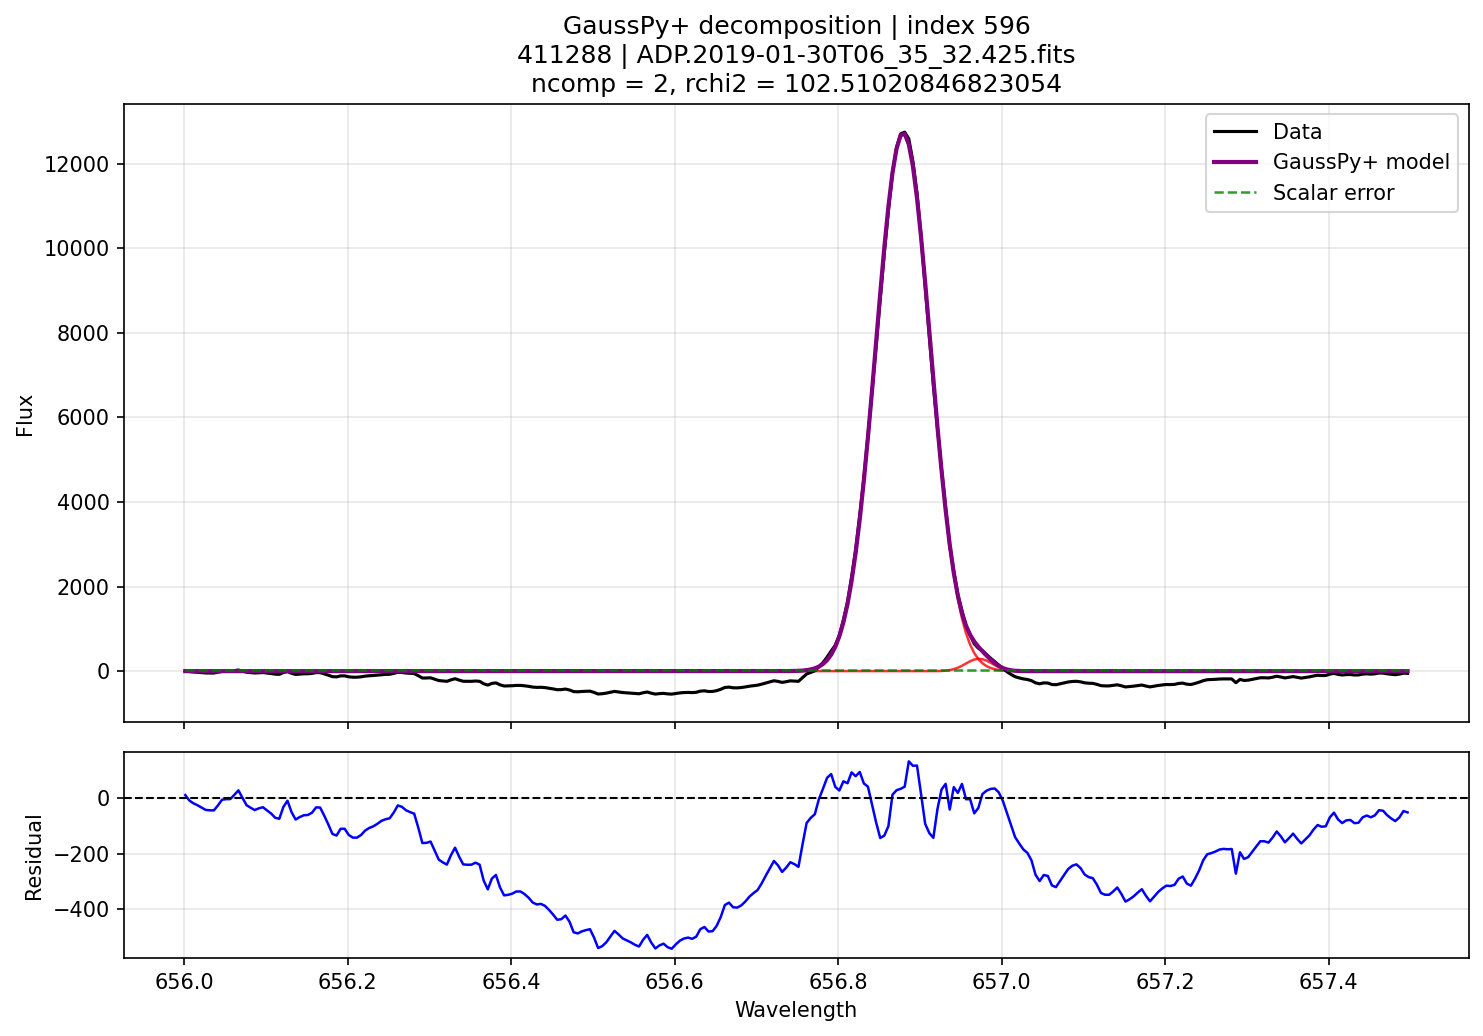 GaussPy+ decomposition | index 596
411288 | ADP.2019-01-30T06_35_32.425.fits
ncomp = 2, rchi2 = 102.51020846823054
Data
GaussPy+ model
Scalar error
Flux
12000
10000
8000
6000
4000
2000
0
Residual
0
−200
−400
656.0
656.2
656.4
656.6
656.8
657.0
657.2
657.4
Wavelength